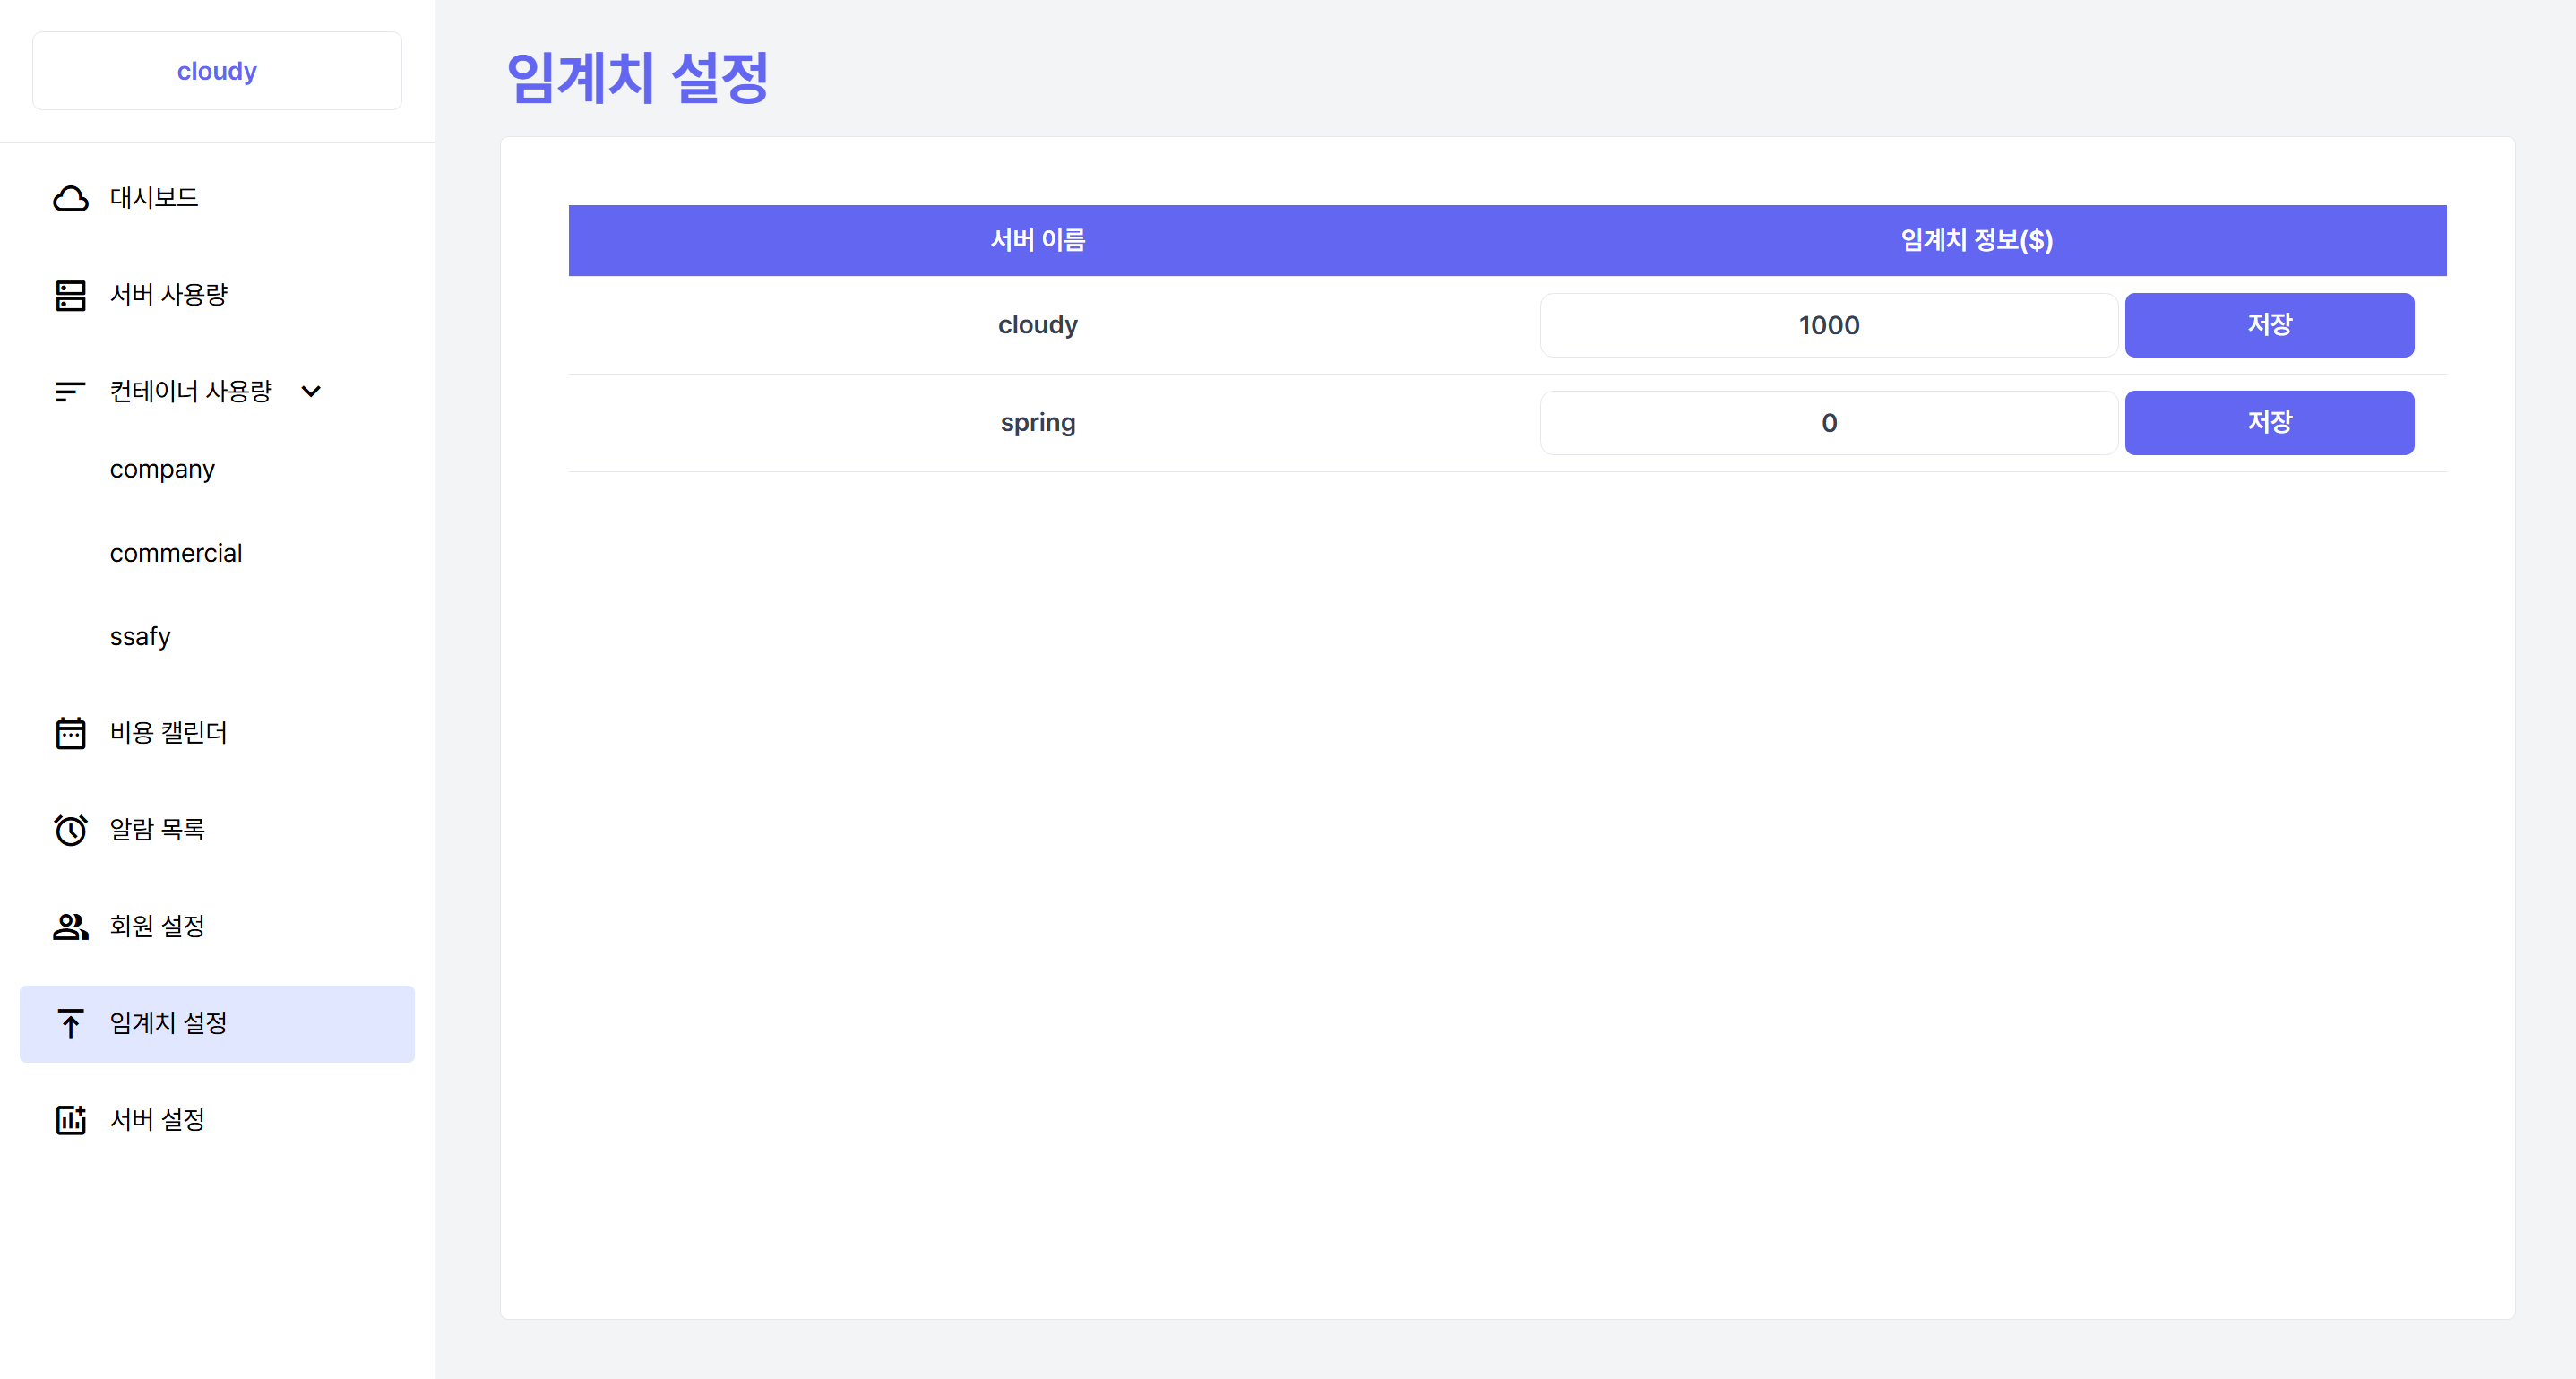 cloudy
대시보드
서버 사용량
컨테이너 사용량
company
commercial
ssafy
비용 캘린더
알람 목록
회원 설정
임계치 설정
서버 설정
임계치 설정
서버 이름 임계치 정보($)
cloudy 1000 저장
spring 0 저장